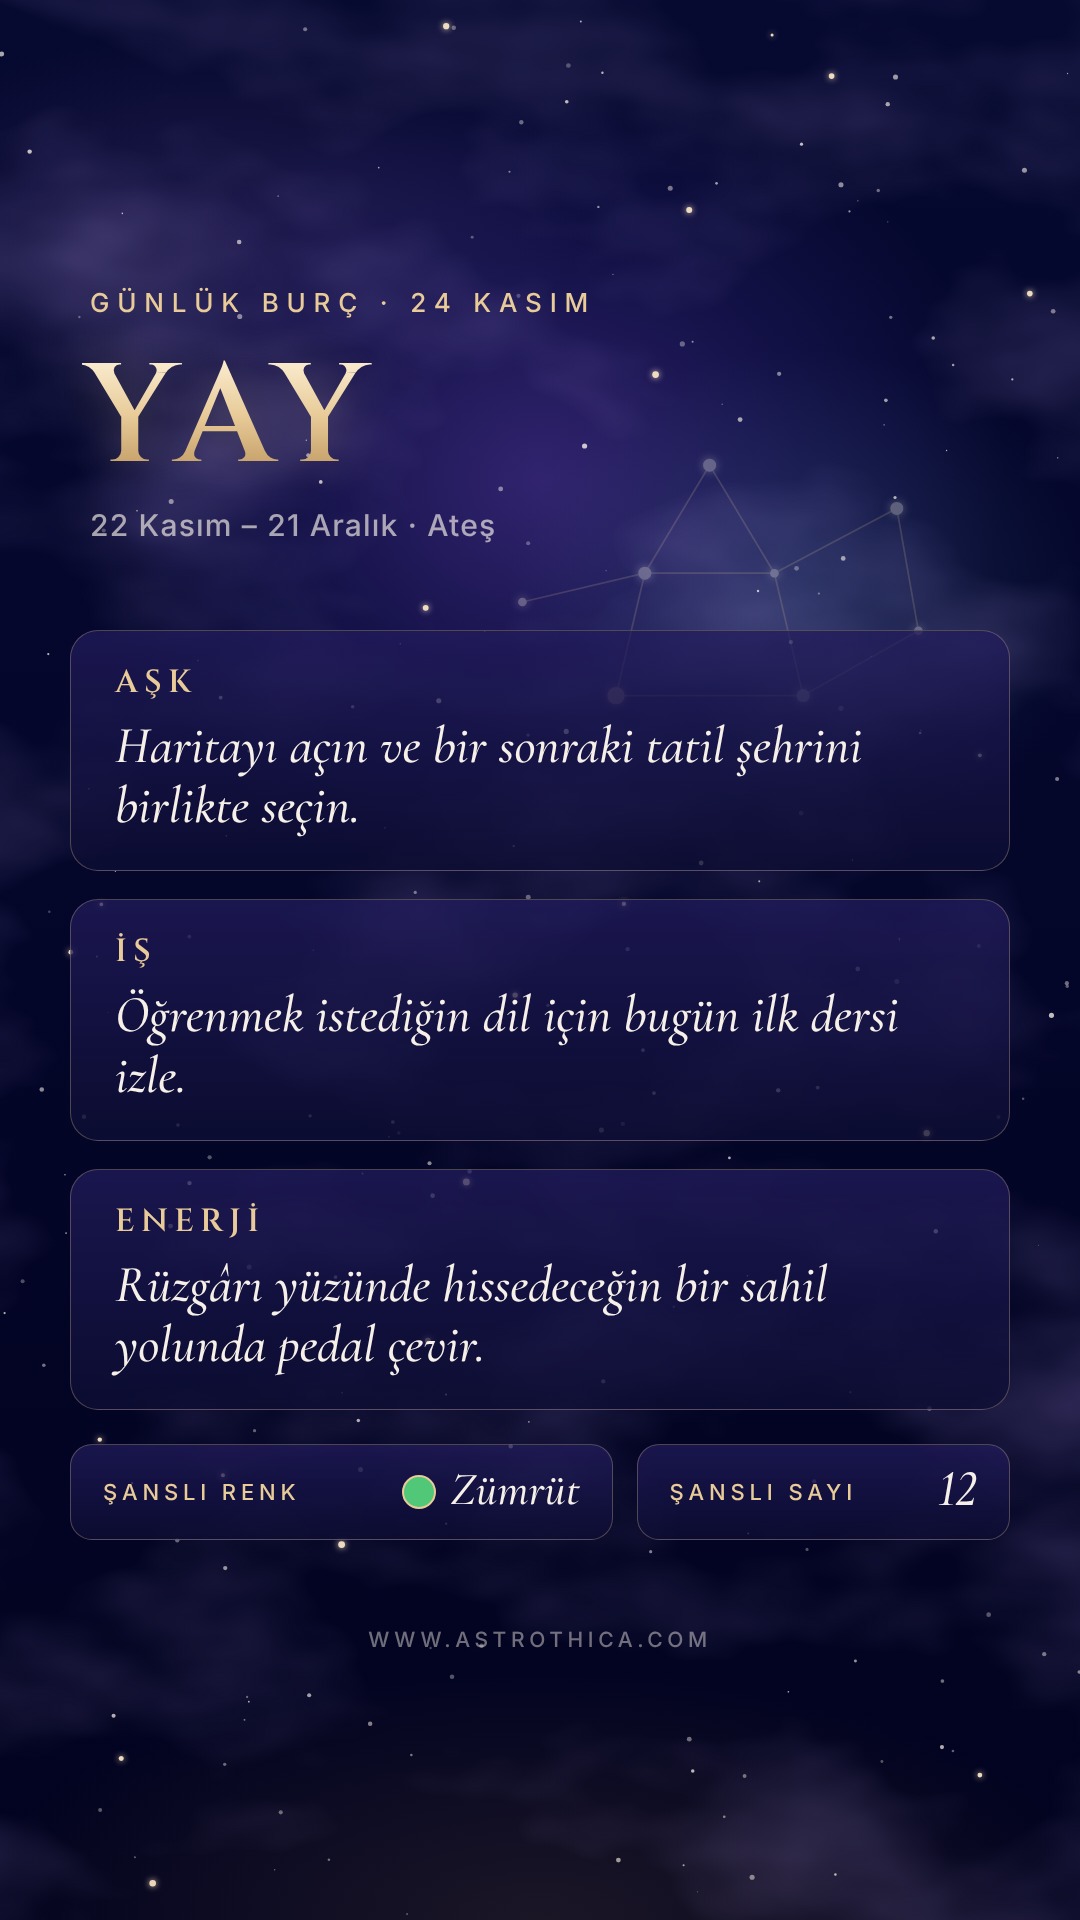 GÜNLÜK BURÇ · 24 KASIM
YAY
22 Kasım – 21 Aralık · Ateş
AŞK
Haritayı açın ve bir sonraki tatil şehrini
birlikte seçin.
İŞ
Öğrenmek istediğin dil için bugün ilk dersi
izle.
ENERJİ
Rüzgârı yüzünde hissedeceğin bir sahil
yolunda pedal çevir.
ŞANSLI RENK Zümrüt
ŞANSLI SAYI 12
WWW.ASTROTHICA.COM